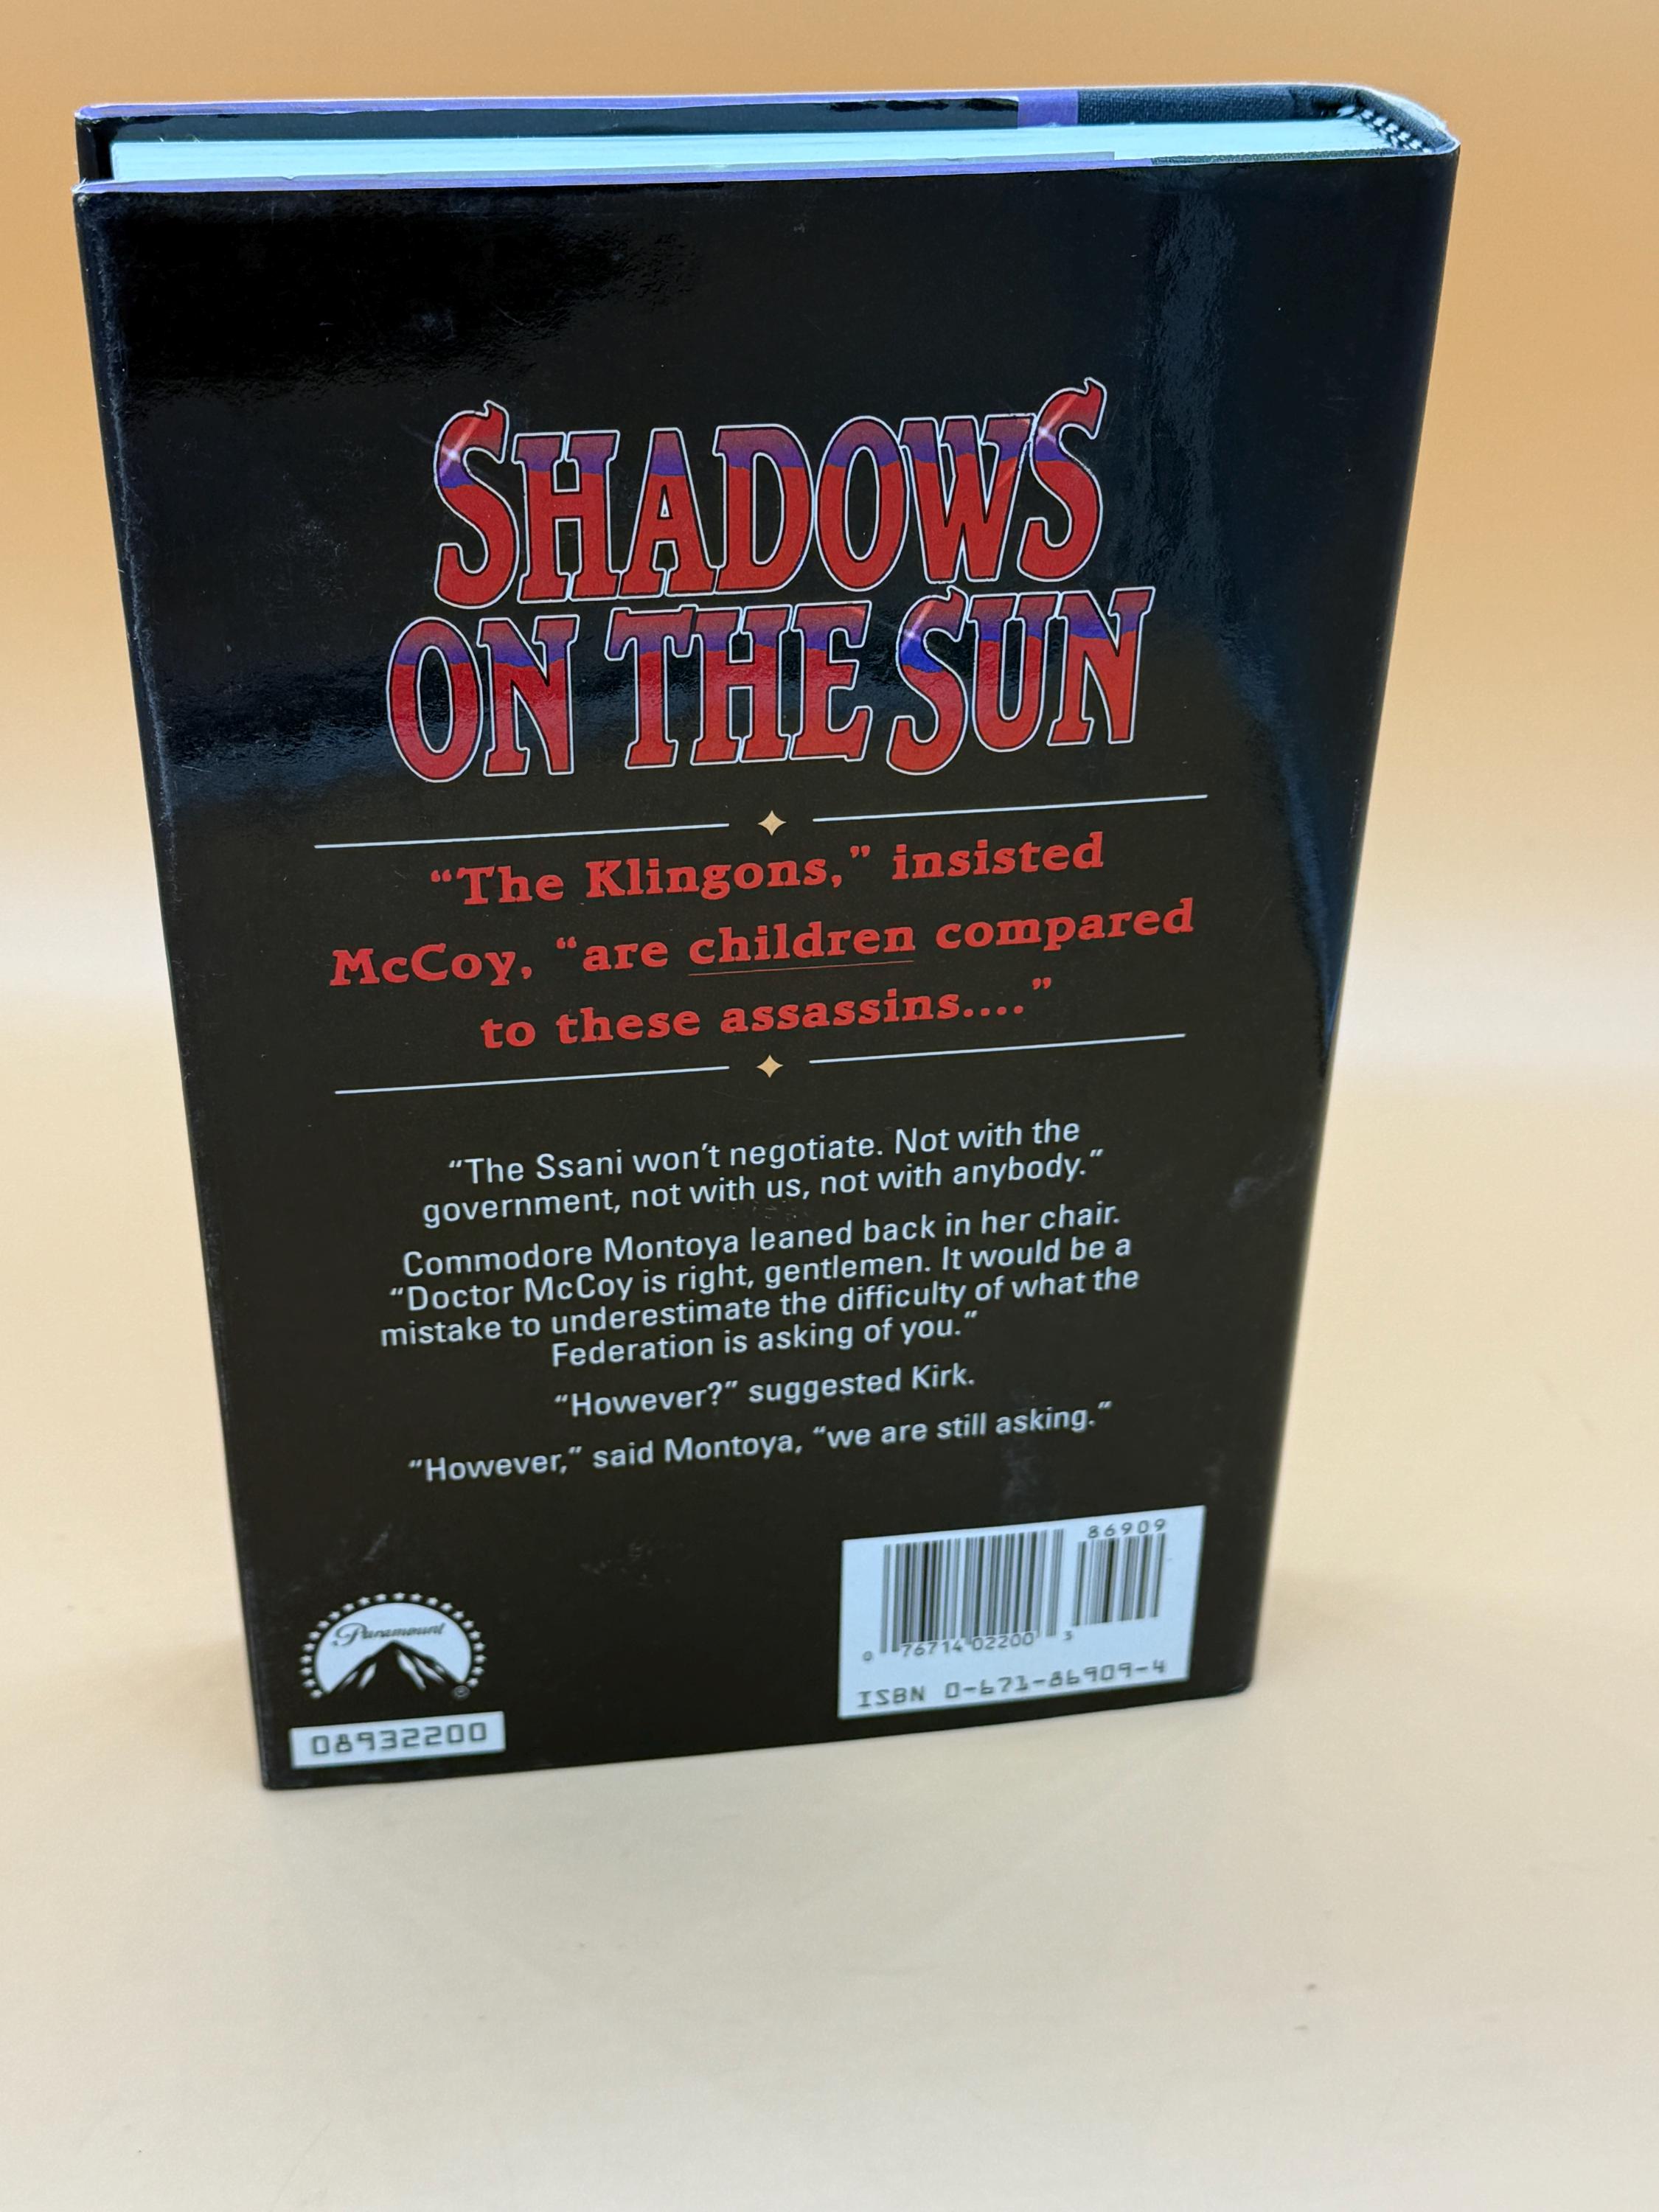 SHADOWS
ON THE SUN
“The Klingons,” insisted
McCoy, “are children compared
to these assassins....”
“The Ssani won’t negotiate. Not with the
government, not with us, not with anybody.”
Commodore Montoya leaned back in her chair.
“Doctor McCoy is right, gentlemen. It would be a
mistake to underestimate the difficulty of what the
Federation is asking of you.”
“However?” suggested Kirk.
“However,” said Montoya, “we are still asking.”
Paramount
®
08932200
86909
0 76714 02200 3
ISBN 0-671-86909-4